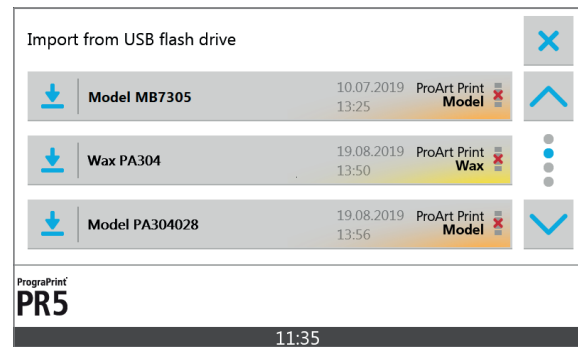 Import from USB flash drive
Model MB7305
10.07.2019
13:25
ProArt Print
Model
Wax PA304
19.08.2019
13:50
ProArt Print
Wax
Model PA304028
19.08.2019
13:56
ProArt Print
Model
PrograPrint
PR5
11:35